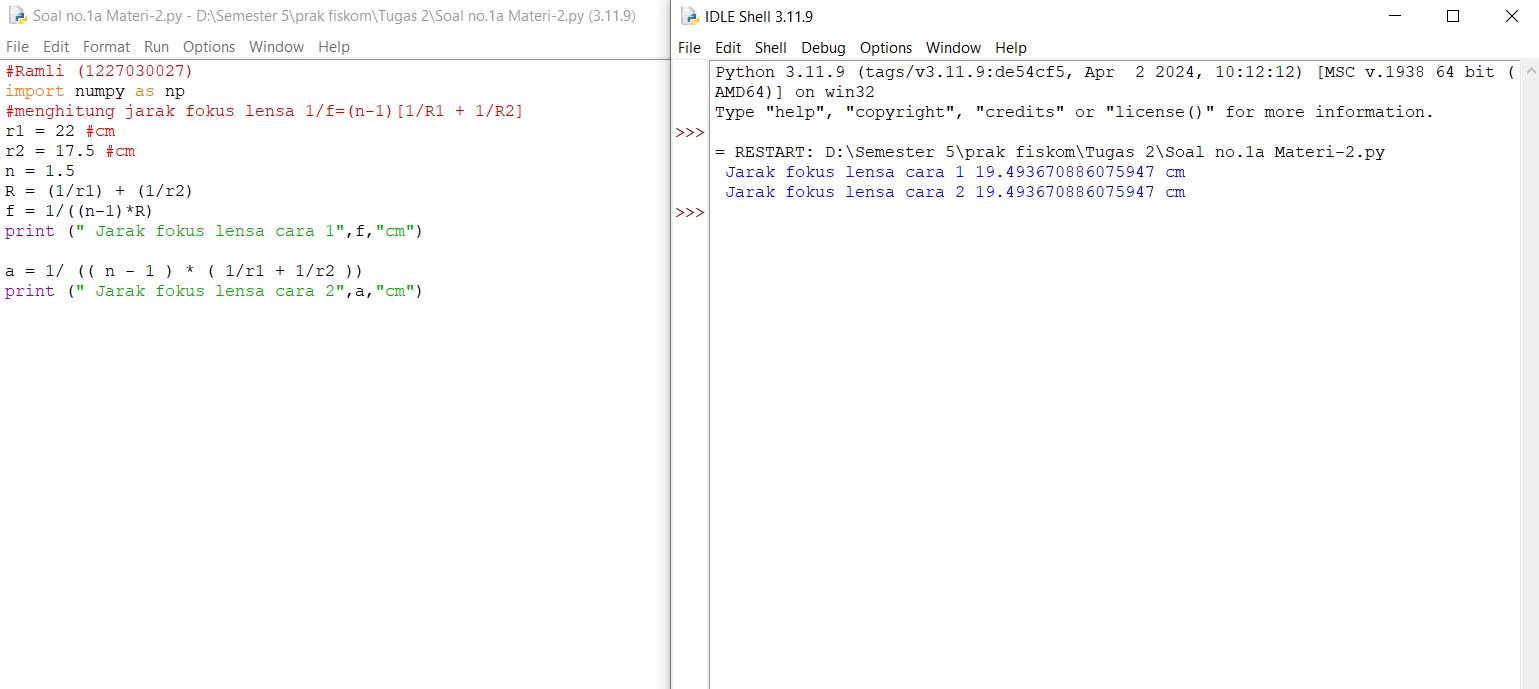 Soal no.1a Materi-2.py - D:\Semester 5\prak fiskom\Tugas 2\Soal no.1a Materi-2.py (3.11.9)
File Edit Format Run Options Window Help
#Ramli (1227030027)
import numpy as np
#menghitung jarak fokus lensa 1/f=(n-1)[1/R1 + 1/R2]
r1 = 22 #cm
r2 = 17.5 #cm
n = 1.5
R = (1/r1) + (1/r2)
f = 1/((n-1)*R)
print (" Jarak fokus lensa cara 1",f,"cm")
a = 1/ (( n - 1 ) * ( 1/r1 + 1/r2 ))
print (" Jarak fokus lensa cara 2",a,"cm")
IDLE Shell 3.11.9
File Edit Shell Debug Options Window Help
Python 3.11.9 (tags/v3.11.9:de54cf5, Apr  2 2024, 10:12:12) [MSC v.1938 64 bit (
AMD64)] on win32
Type "help", "copyright", "credits" or "license()" for more information.
>>>
= RESTART: D:\Semester 5\prak fiskom\Tugas 2\Soal no.1a Materi-2.py
Jarak fokus lensa cara 1 19.493670886075947 cm
Jarak fokus lensa cara 2 19.493670886075947 cm
>>>